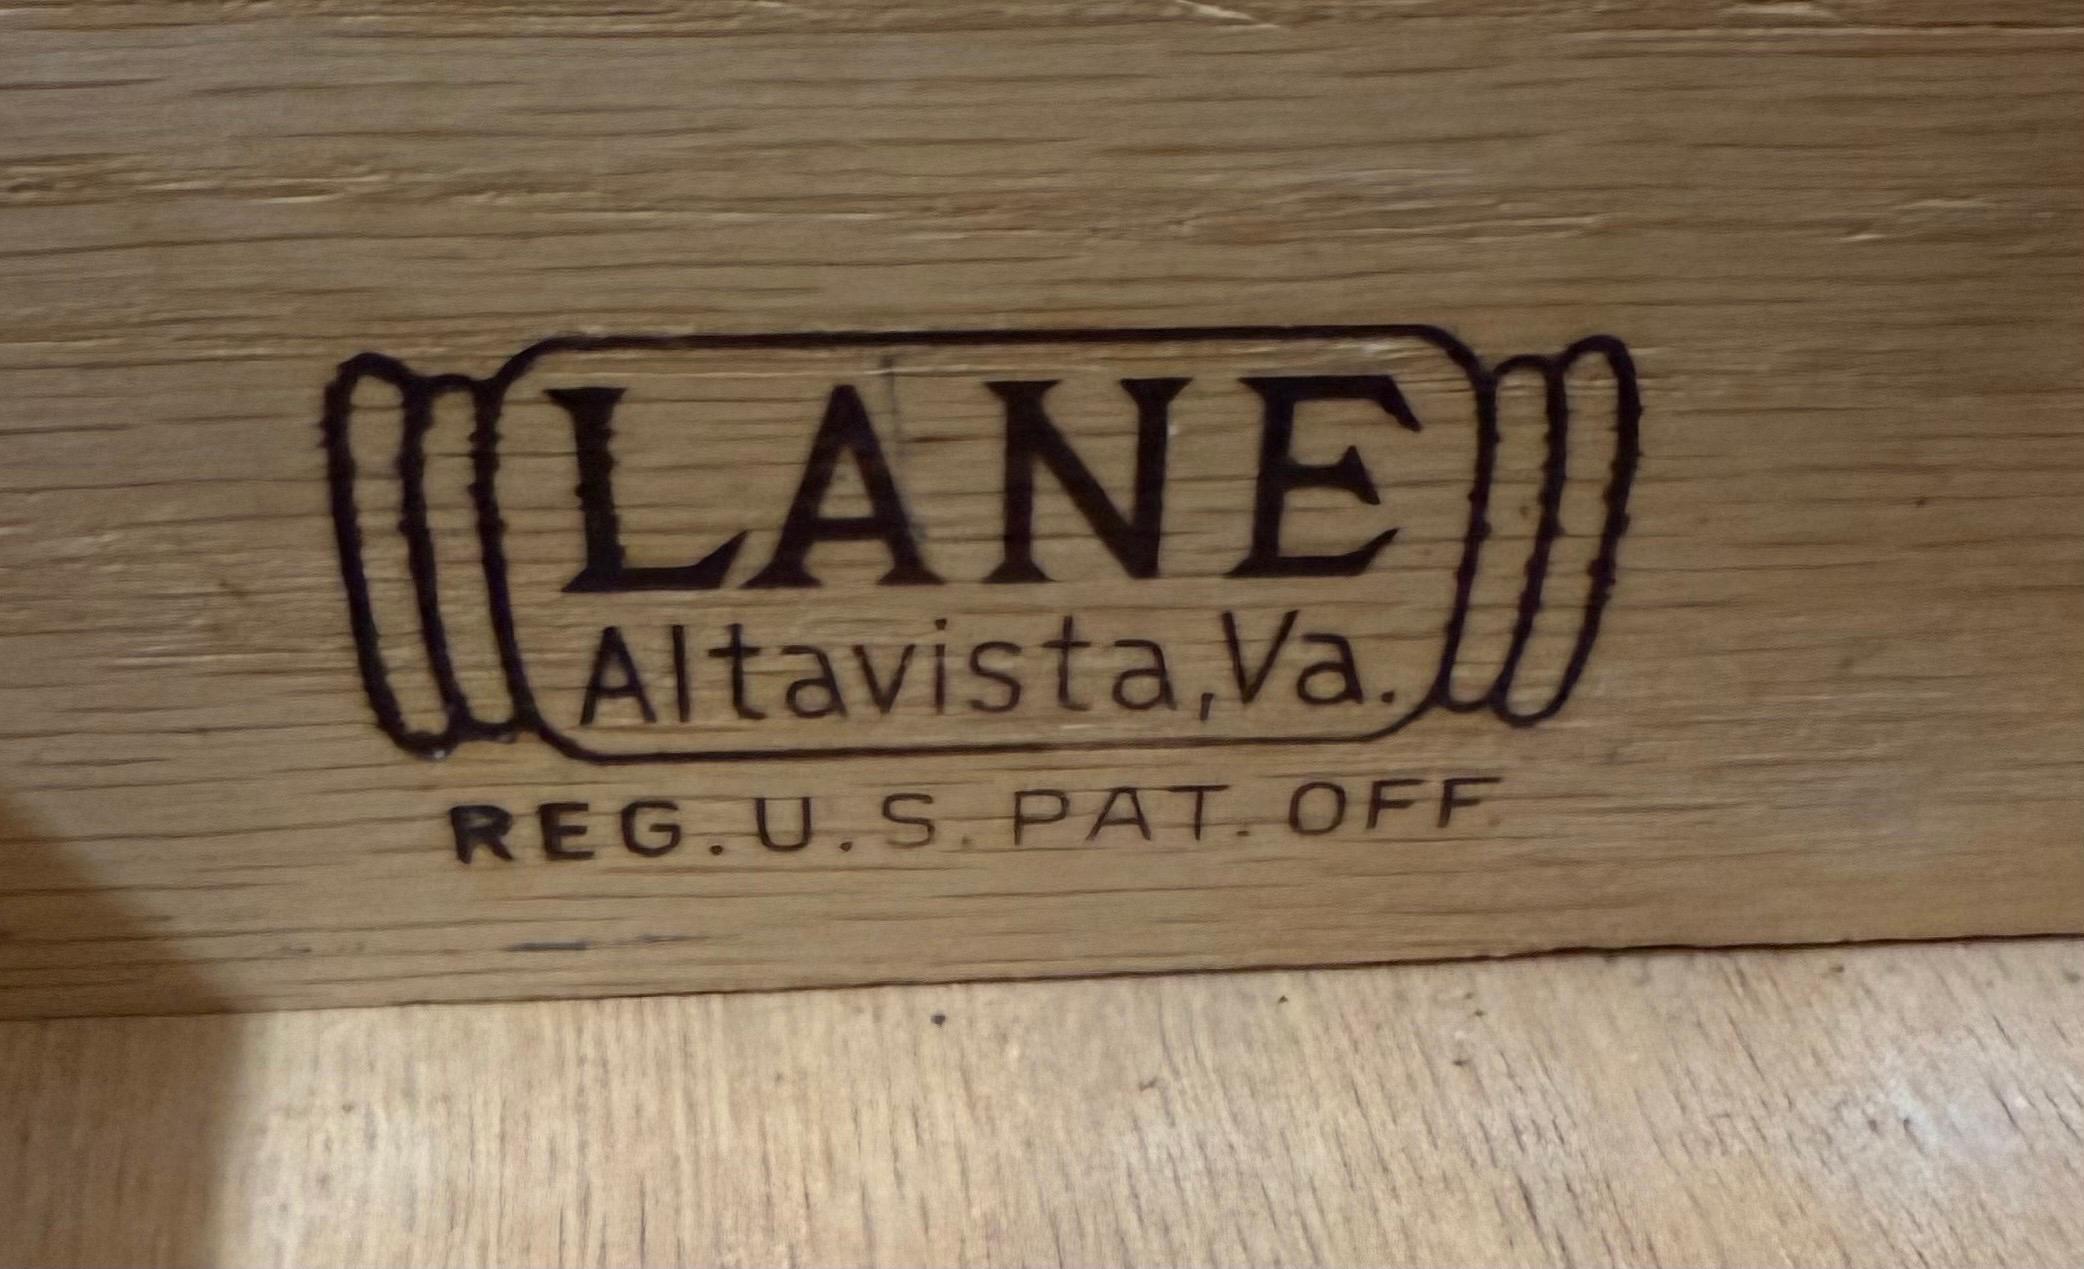 LANE
Altavista, Va.
REG. U.S. PAT. OFF.